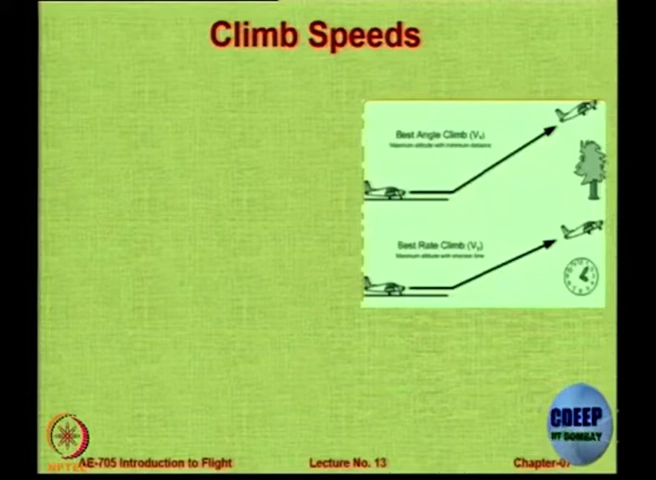 Climb Speeds
Best Angle Climb (Vx)
Maximum altitude with minimum distance
Best Rate Climb (Vy)
Maximum altitude with shortest time
CDEEP
IIT BOMBAY
NPTEL
AE-705 Introduction to Flight
Lecture No. 13
Chapter-07